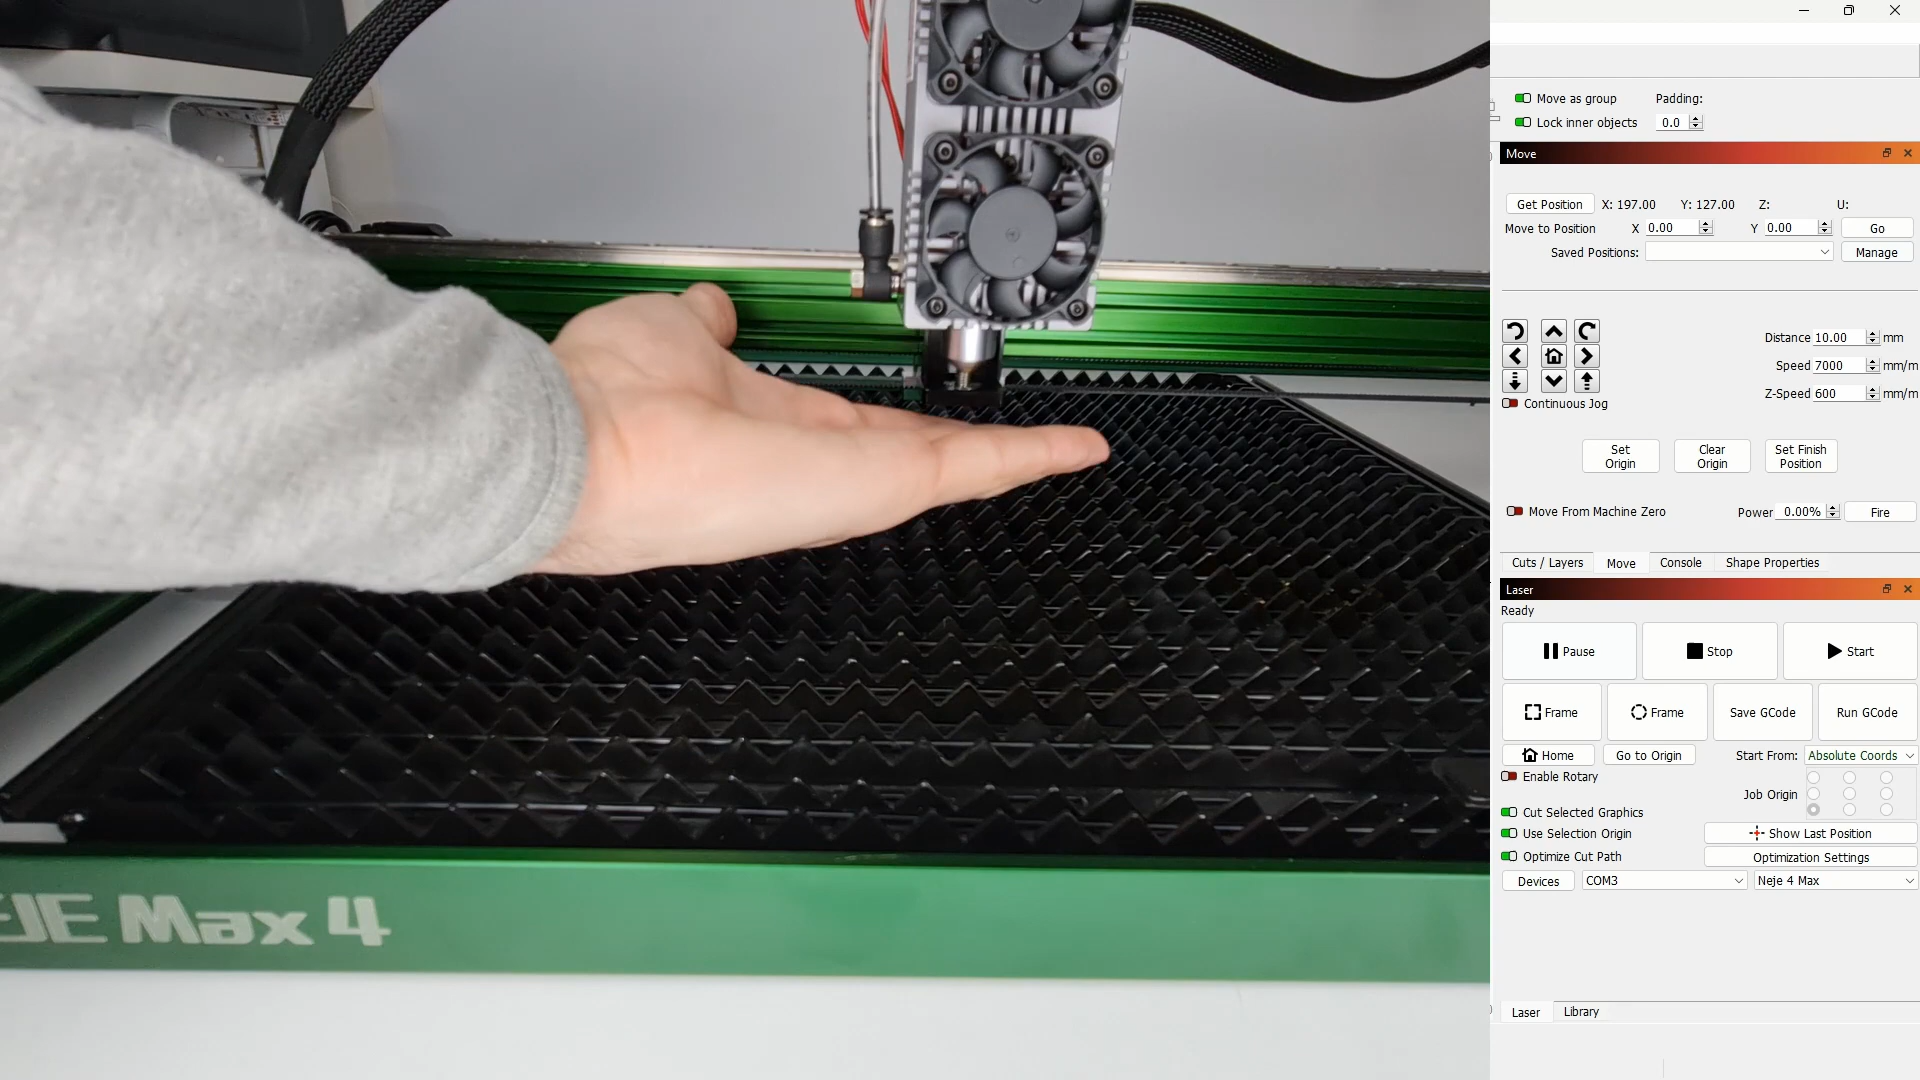 Move as group Padding:
Lock inner objects 0.0
Move
Get Position X: 197.00 Y: 127.00 Z: U:
Move to Position X 0.00 Y 0.00 Go
Saved Positions: Manage
Distance 10.00 mm
Speed 7000 mm/m
Z-Speed 600 mm/m
Continuous Jog
Set Origin Clear Origin Set Finish Position
Move From Machine Zero Power 0.00% Fire
Cuts / Layers Move Console Shape Properties
Laser
Ready
Pause Stop Start
Frame Frame Save GCode Run GCode
Home Go to Origin Start From: Absolute Coords
Enable Rotary
Job Origin
Cut Selected Graphics
Use Selection Origin Show Last Position
Optimize Cut Path Optimization Settings
Devices COM3 Neje 4 Max
Laser Library
Max 4